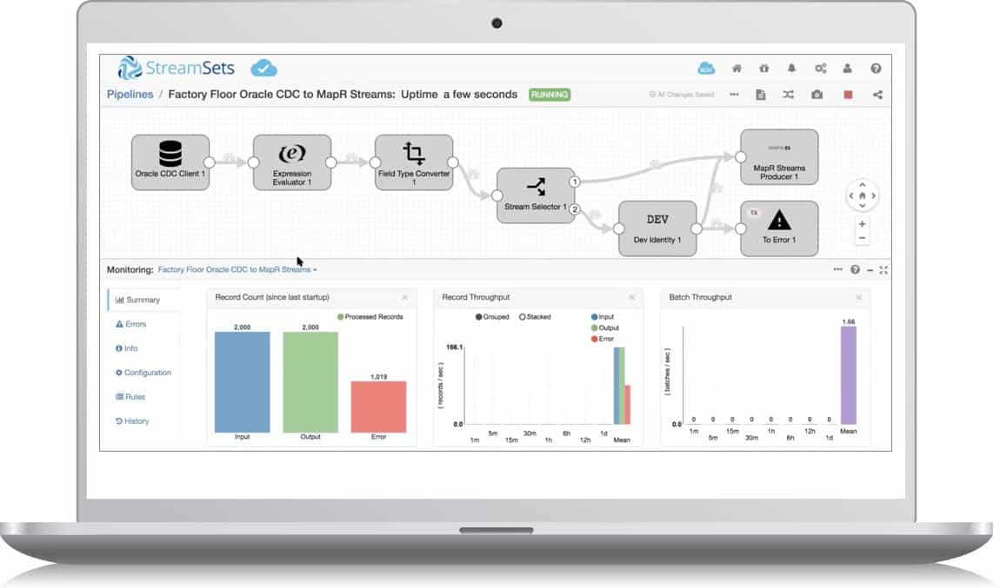 StreamSets
Pipelines / Factory Floor Oracle CDC to MapR Streams: Uptime a few seconds RUNNING
All Changes Saved
Oracle CDC Client 1
Expression
Evaluator 1
Field Type Converter
1
Stream Selector 1
1
2
DEV
Dev Identity 1
MapR Streams
Producer 1
1k
To Error 1
Monitoring: Factory Floor Oracle CDC to MapR Streams
Summary
Errors
Info
Configuration
Rules
History
Record Count (since last startup)
Processed Records
2,000
2,000
1,019
Input
Output
Error
Record Throughput
Grouped
Stacked
Input
Output
Error
166.1
( records / sec )
0.0
1m
5m
15m
30m
1h
6h
12h
1d
Mean
Batch Throughput
1.66
( batches / sec )
0.0
0 0 0 0 0 0 0 0
1m
5m
15m
30m
1h
6h
12h
1d
Mean